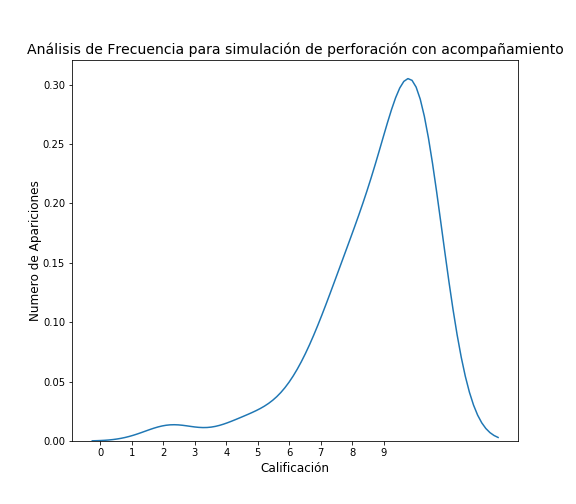 Análisis de Frecuencia para simulación de perforación con acompañamiento
0.30
0.25
0.20
0.15
0.10
0.05
0.00
Numero de Apariciones
0 1 2 3 4 5 6 7 8 9
Calificación